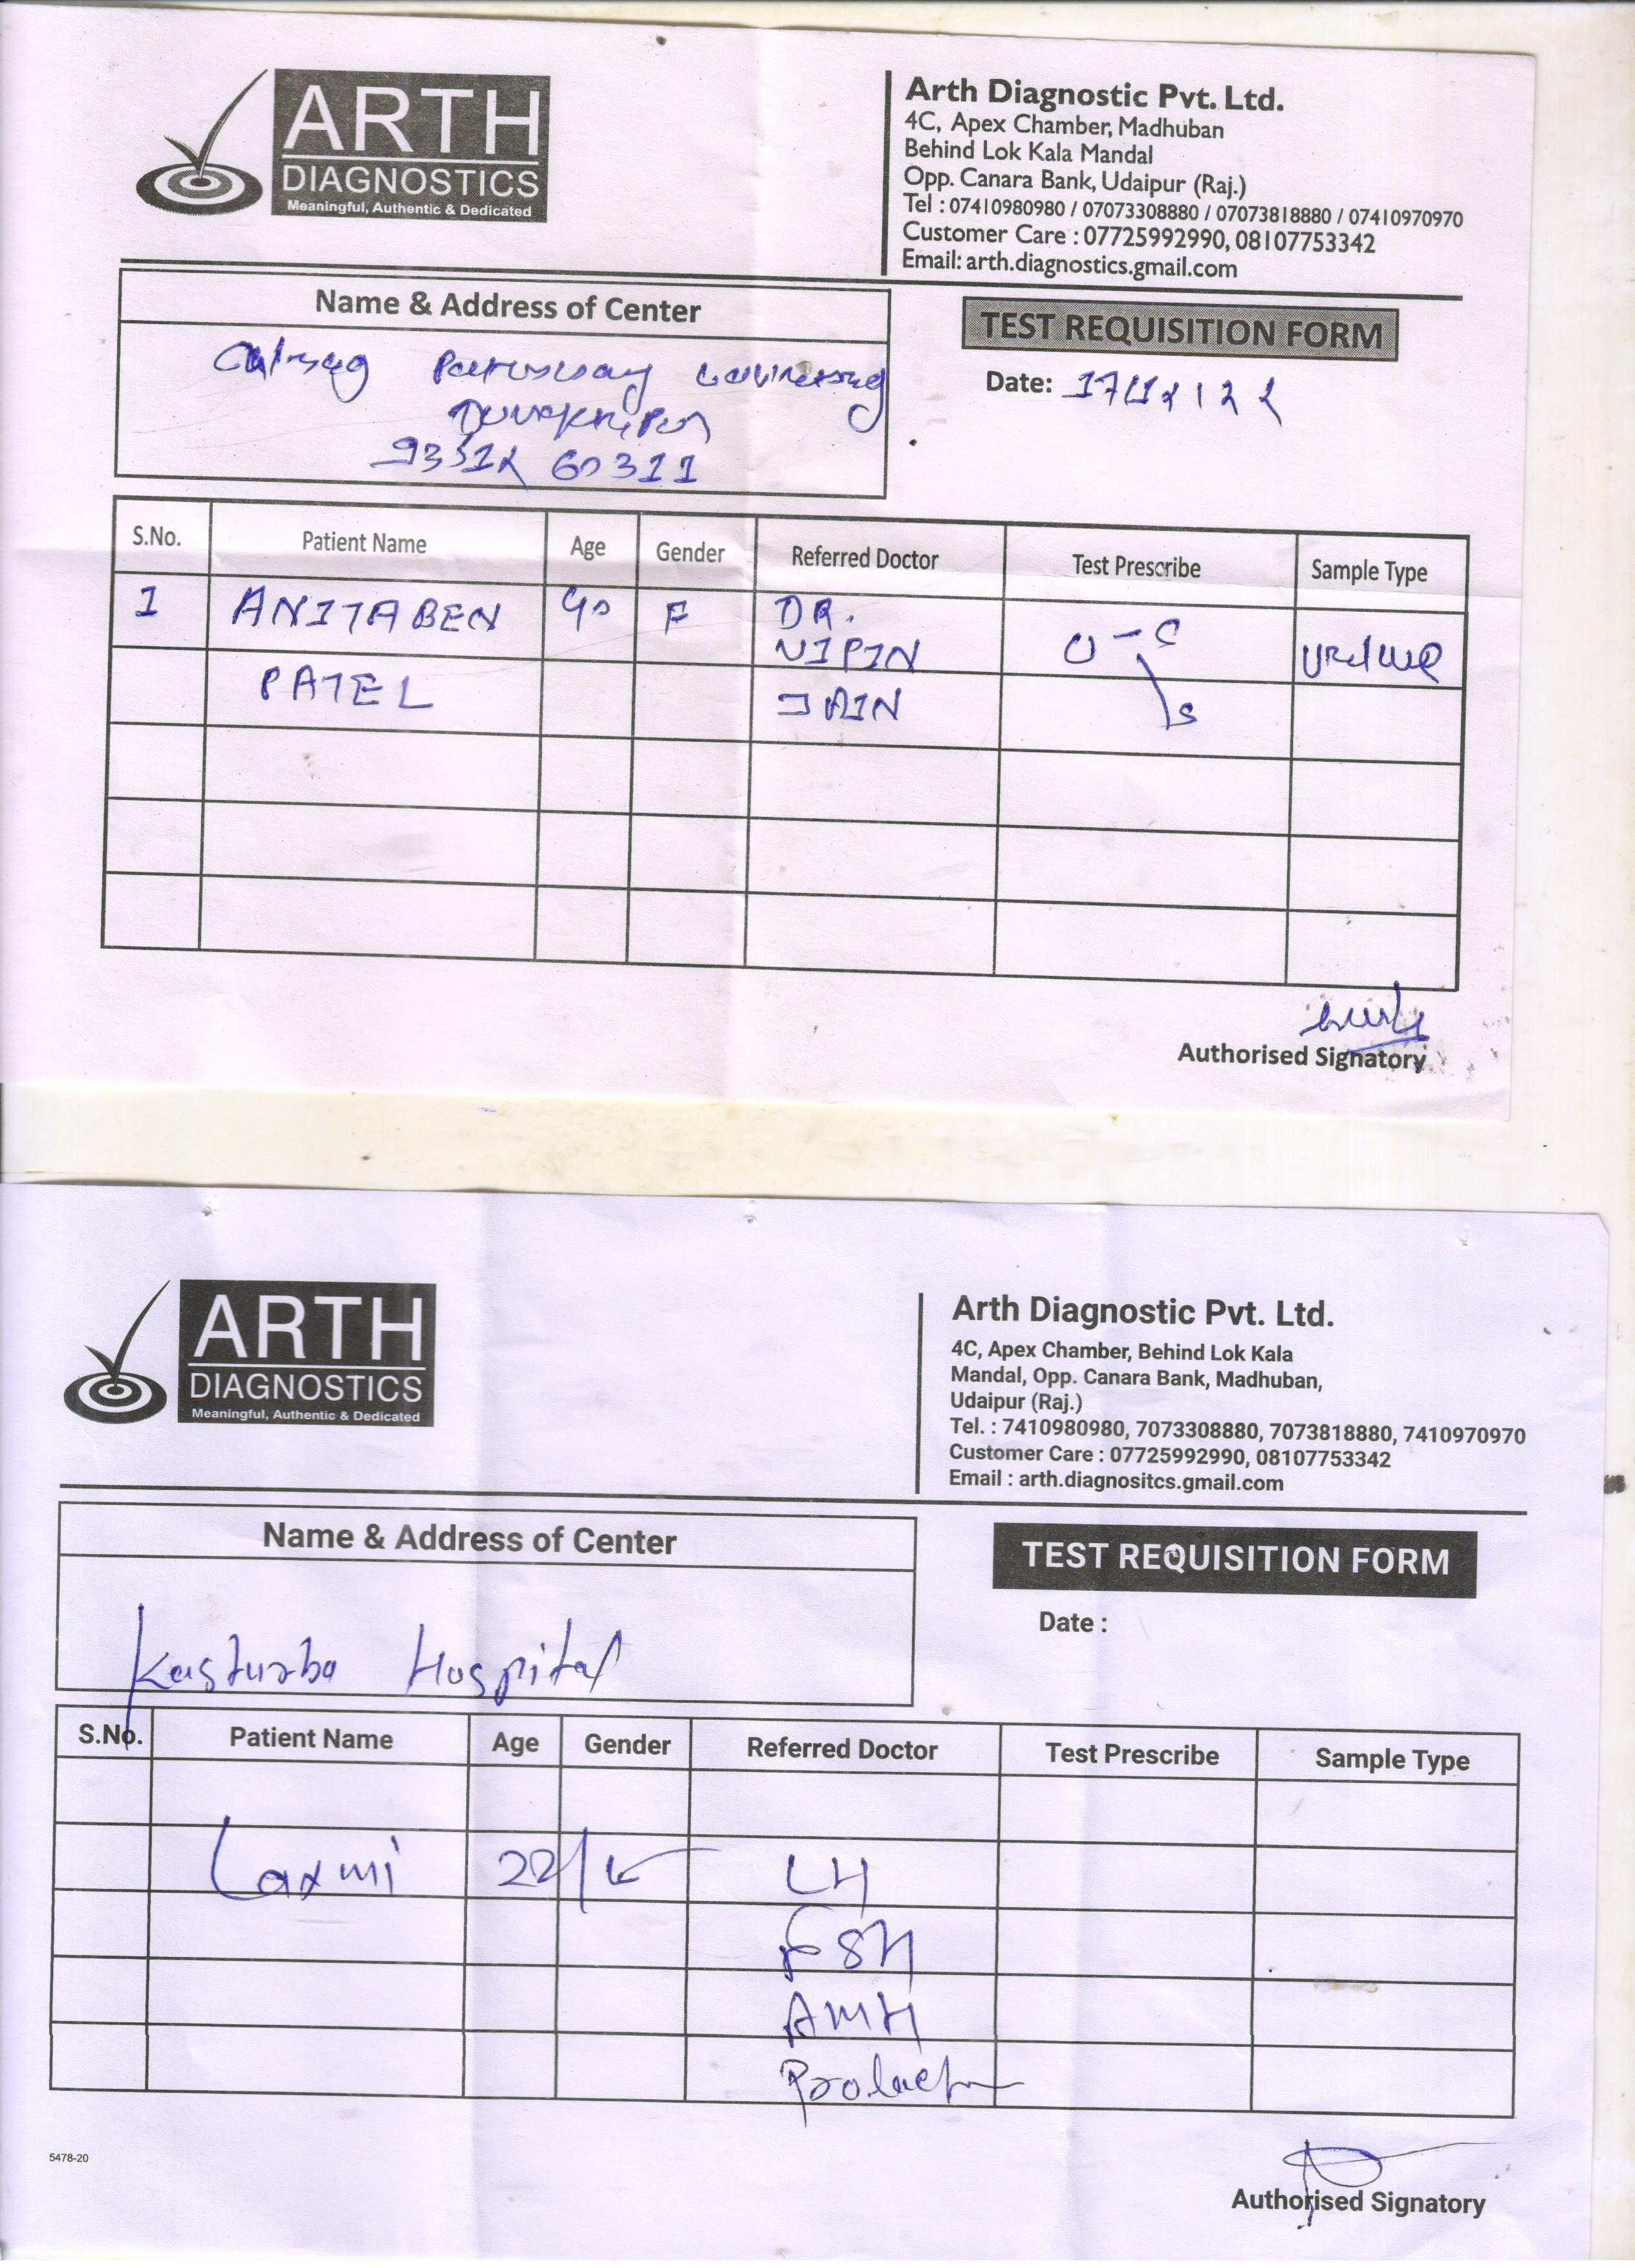 ARTH
DIAGNOSTICS
Meaningful, Authentic & Dedicated
Arth Diagnostic Pvt. Ltd.
4C, Apex Chamber, Madhuban
Behind Lok Kala Mandal
Opp. Canara Bank, Udaipur (Raj.)
Tel : 07410980980 / 07073308880 / 07073818880 / 07410970970
Customer Care : 07725992990, 08107753342
Email: arth.diagnostics.gmail.com
Name & Address of Center
TEST REQUISITION FORM
Date:
60311
S.No. Patient Name Age Gender Referred Doctor Test Prescribe Sample Type
1 ANITABEN 40 F DR.
NIPIN
PATEL JAIN
Authorised Signatory
ARTH
DIAGNOSTICS
Meaningful, Authentic & Dedicated
Arth Diagnostic Pvt. Ltd.
4C, Apex Chamber, Behind Lok Kala
Mandal, Opp. Canara Bank, Madhuban,
Udaipur (Raj.)
Tel. : 7410980980, 7073308880, 7073818880, 7410970970
Customer Care : 07725992990, 08107753342
Email : arth.diagnositcs.gmail.com
Name & Address of Center
TEST REQUISITION FORM
Date :
Kasturba Hospital
S.No. Patient Name Age Gender Referred Doctor Test Prescribe Sample Type
Laxmi 22/ LH
FSH
AMH
5478-20
Authorised Signatory